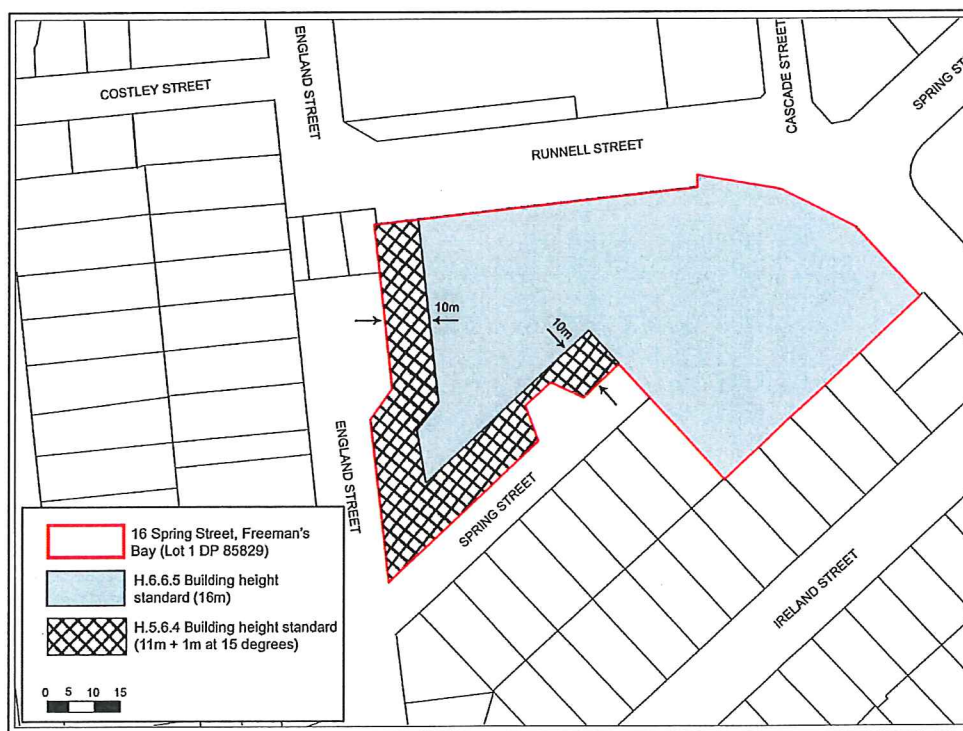 COSTLEY STREET
ENGLAND STREET
CASCADE STREET
SPRING ST
RUNNELL STREET
10m
10m
ENGLAND STREET
SPRING STREET
IRELAND STREET
16 Spring Street, Freeman's
Bay (Lot 1 DP 85829)
H.6.6.5 Building height
standard (16m)
H.5.6.4 Building height standard
(11m + 1m at 15 degrees)
0 5 10 15